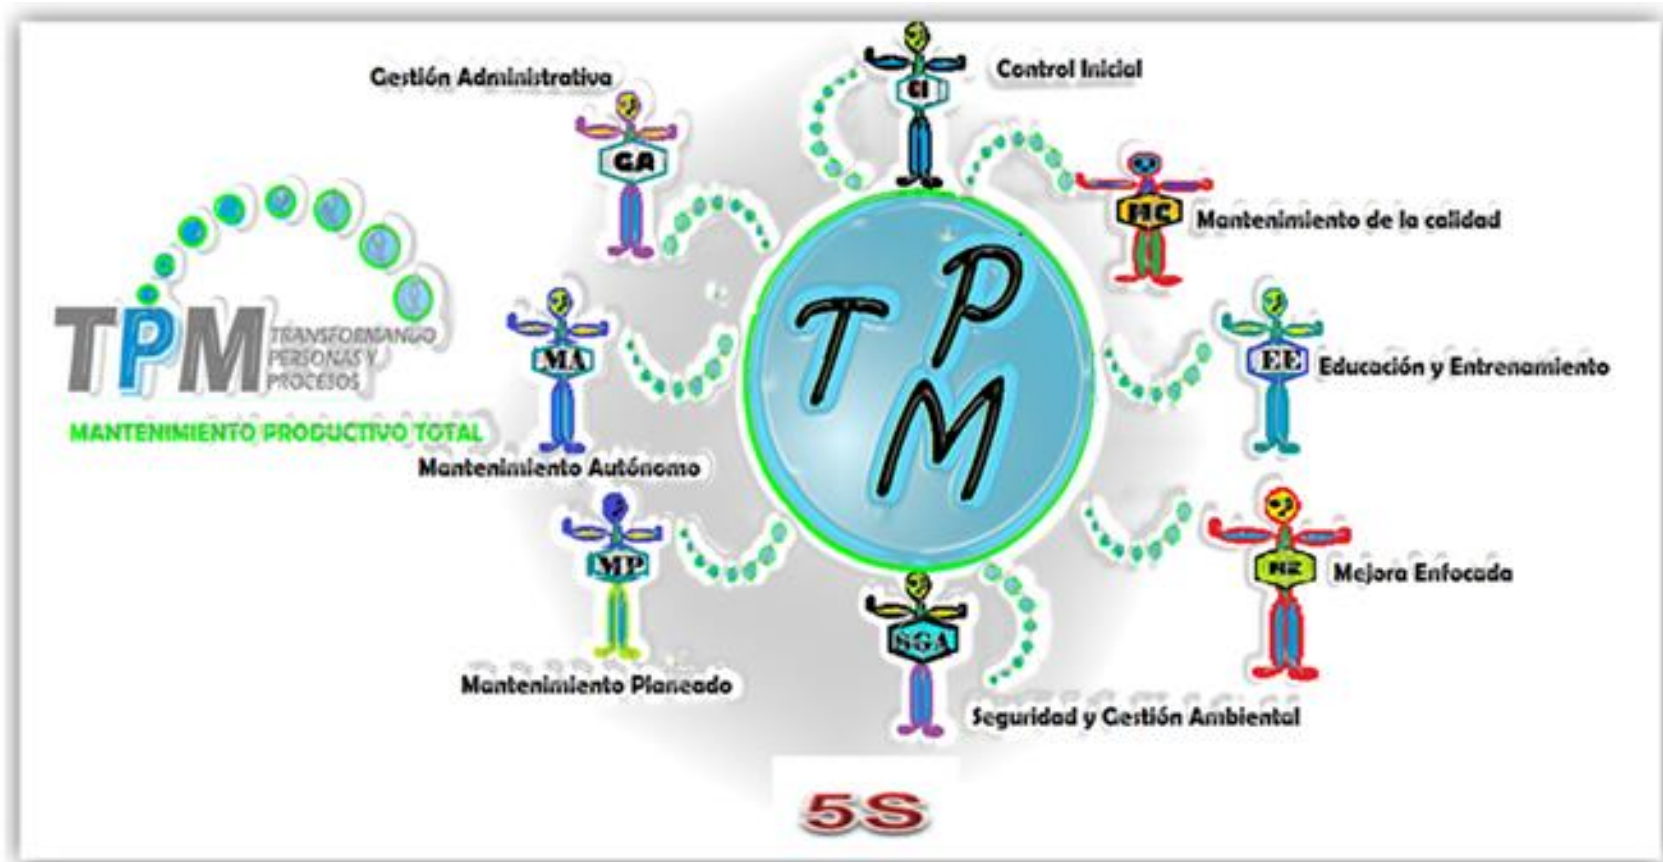 Gestión Administrativa
Control Inicial
CI
GA
MC
Mantenimiento de la calidad
TPM
TRANSFORMANDO
PERSONAS Y
PROCESOS
MANTENIMIENTO PRODUCTIVO TOTAL
MA
T P M
EE
Educación y Entrenamiento
Mantenimiento Autónomo
MP
ME
Mejora Enfocada
SGA
Mantenimiento Planeado
Seguridad y Gestión Ambiental
5S